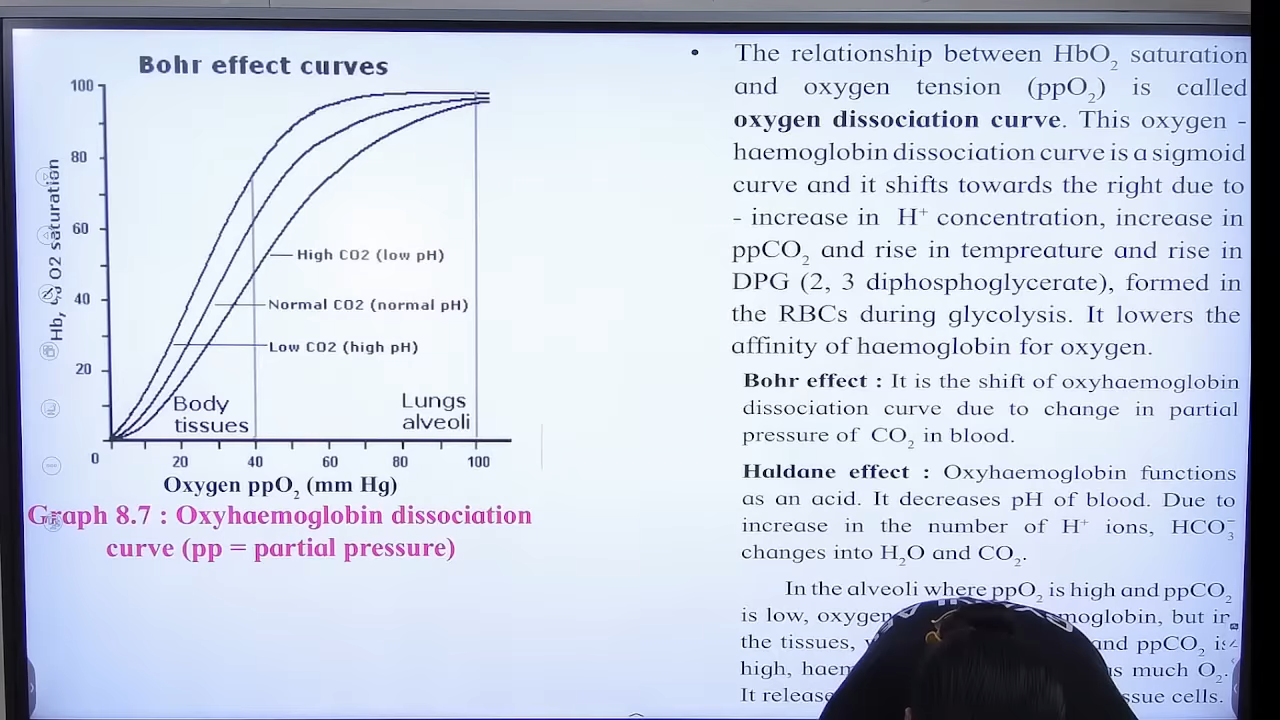 Bohr effect curves
100
80
60
40
20
0
Hb, O2 saturation
High CO2 (low pH)
Normal CO2 (normal pH)
Low CO2 (high pH)
Body
tissues
Lungs
alveoli
20 40 60 80 100
Oxygen ppO₂ (mm Hg)
Graph 8.7 : Oxyhaemoglobin dissociation
curve (pp = partial pressure)
• The relationship between HbO₂ saturation
and oxygen tension (ppO₂) is called
oxygen dissociation curve. This oxygen -
haemoglobin dissociation curve is a sigmoid
curve and it shifts towards the right due to
- increase in H⁺ concentration, increase in
ppCO₂ and rise in tempreature and rise in
DPG (2, 3 diphosphoglycerate), formed in
the RBCs during glycolysis. It lowers the
affinity of haemoglobin for oxygen.
Bohr effect : It is the shift of oxyhaemoglobin
dissociation curve due to change in partial
pressure of CO₂ in blood.
Haldane effect : Oxyhaemoglobin functions
as an acid. It decreases pH of blood. Due to
increase in the number of H⁺ ions, HCO₃⁻
changes into H₂O and CO₂.
In the alveoli where ppO₂ is high and ppCO₂
is low, oxygen moglobin, but in
the tissues, and ppCO₂ is
high, haem as much O₂.
It release ssue cells.